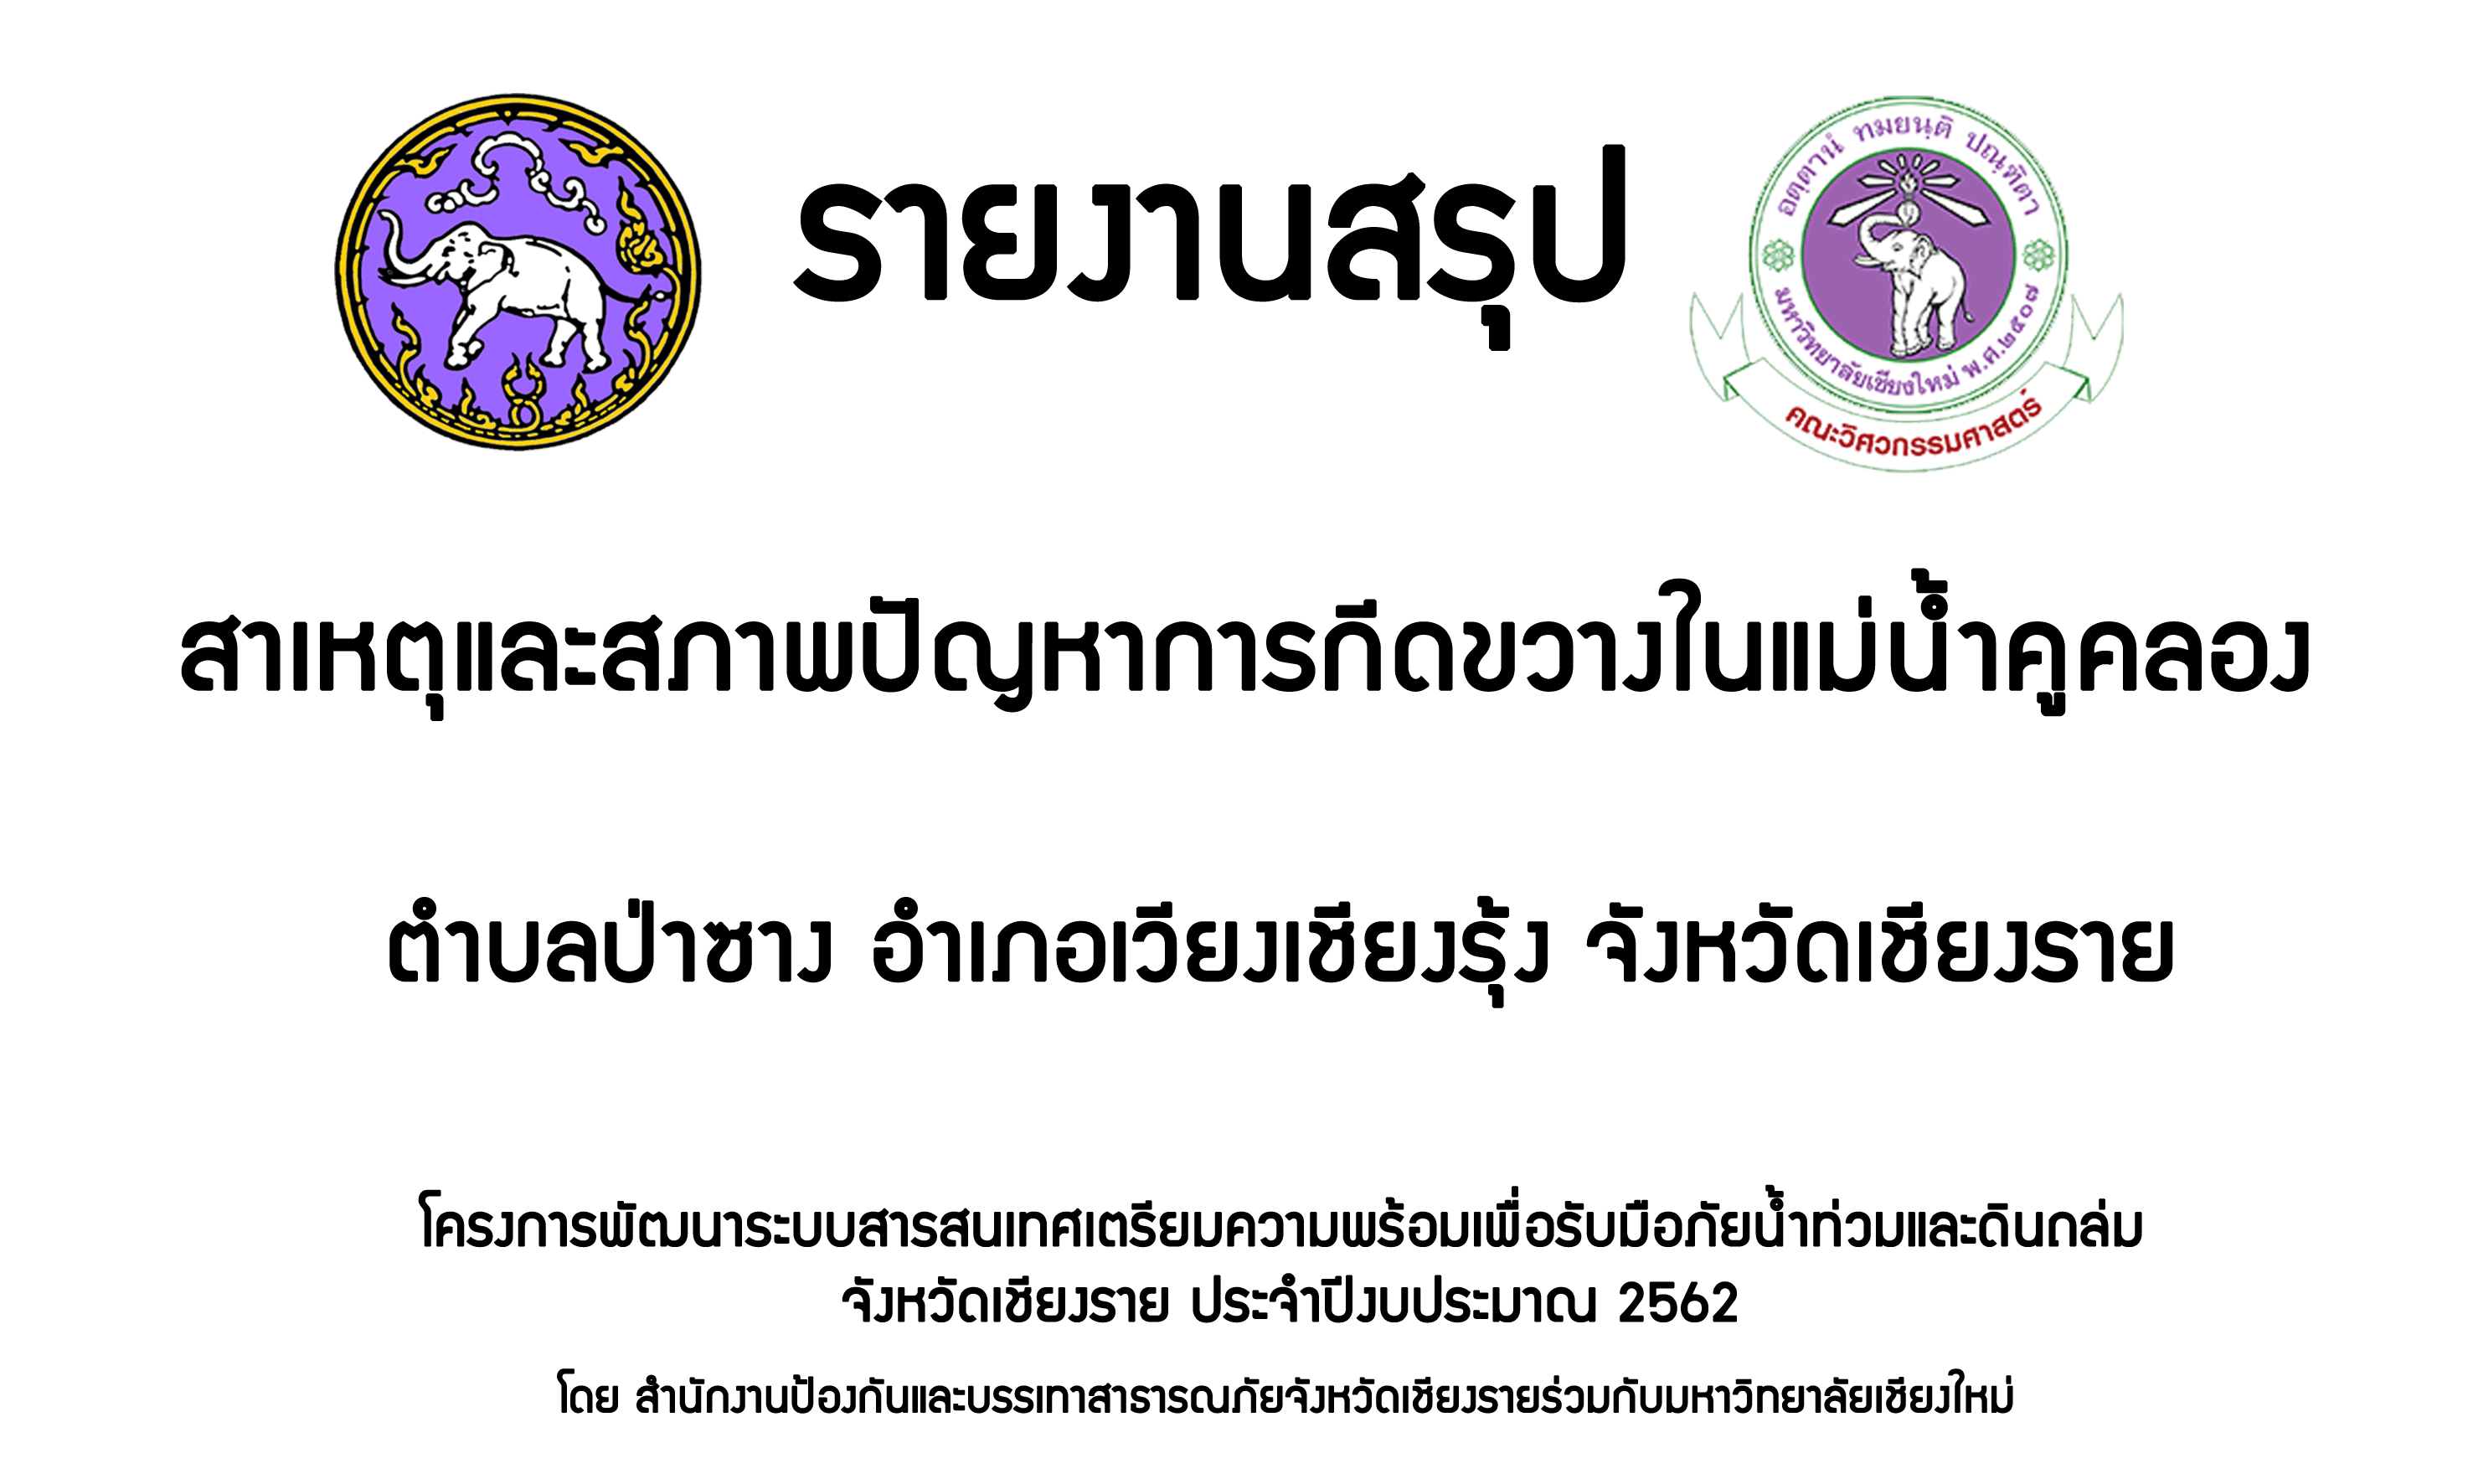 รายงานสรุป
อตฺตานํ ทมยนฺติ ปณฺฑิตา
มหาวิทยาลัยเชียงใหม่ พ.ศ.๒๕๐๗
คณะวิศวกรรมศาสตร์
สาเหตุและสภาพปัญหาการกีดขวางในแม่น้ำคูคลอง
ตำบลป่าซาง อำเภอเวียงเชียงรุ้ง จังหวัดเชียงราย
โครงการพัฒนาระบบสารสนเทศเตรียมความพร้อมเพื่อรับมือภัยน้ำท่วมและดินถล่ม
จังหวัดเชียงราย ประจำปีงบประมาณ 2562
โดย สำนักงานป้องกันและบรรเทาสาธารณภัยจังหวัดเชียงรายร่วมกับมหาวิทยาลัยเชียงใหม่